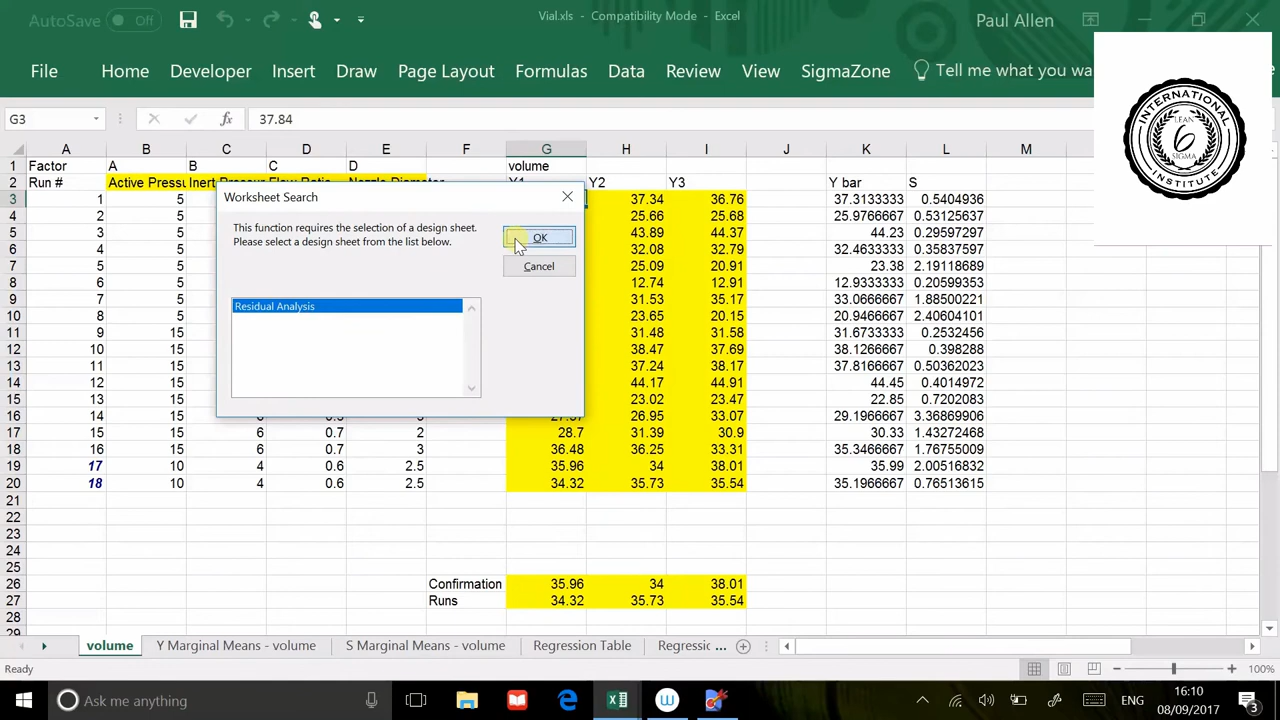 AutoSave Off
Vial.xls - Compatibility Mode - Excel
Paul Allen
File Home Developer Insert Draw Page Layout Formulas Data Review View SigmaZone Tell me what you wan
INTERNATIONAL
LEAN
6
SIGMA
INSTITUTE
G3 fx 37.84
A B C D E F G H I J K L M
1 Factor A B C D volume
2 Run # Active Pressu Y1 Y2 Y3 Y bar S
3 1 5 37.34 36.76 37.3133333 0.5404936
4 2 5 25.66 25.68 25.9766667 0.53125637
5 3 5 43.89 44.37 44.23 0.29597297
6 4 5 32.08 32.79 32.4633333 0.35837597
7 5 5 25.09 20.91 23.38 2.19118689
8 6 5 12.74 12.91 12.9333333 0.20599353
9 7 5 31.53 35.17 33.0666667 1.88500221
10 8 5 23.65 20.15 20.9466667 2.40604101
11 9 15 31.48 31.58 31.6733333 0.2532456
12 10 15 38.47 37.69 38.1266667 0.398288
13 11 15 37.24 38.17 37.8166667 0.50362023
14 12 15 44.17 44.91 44.45 0.4014972
15 13 15 23.02 23.47 22.85 0.7202083
16 14 15 26.95 33.07 29.1966667 3.36869906
17 15 15 6 0.7 2 28.7 31.39 30.9 30.33 1.43272468
18 16 15 6 0.7 3 36.48 36.25 33.31 35.3466667 1.76755009
19 17 10 4 0.6 2.5 35.96 34 38.01 35.99 2.00516832
20 18 10 4 0.6 2.5 34.32 35.73 35.54 35.1966667 0.76513615
21
22
23
24
25
26 Confirmation 35.96 34 38.01
27 Runs 34.32 35.73 35.54
28
29
Worksheet Search
This function requires the selection of a design sheet.
Please select a design sheet from the list below.
OK
Cancel
Residual Analysis
volume Y Marginal Means - volume S Marginal Means - volume Regression Table Regressic ...
Ready
100%
Ask me anything
ENG
16:10
08/09/2017
3